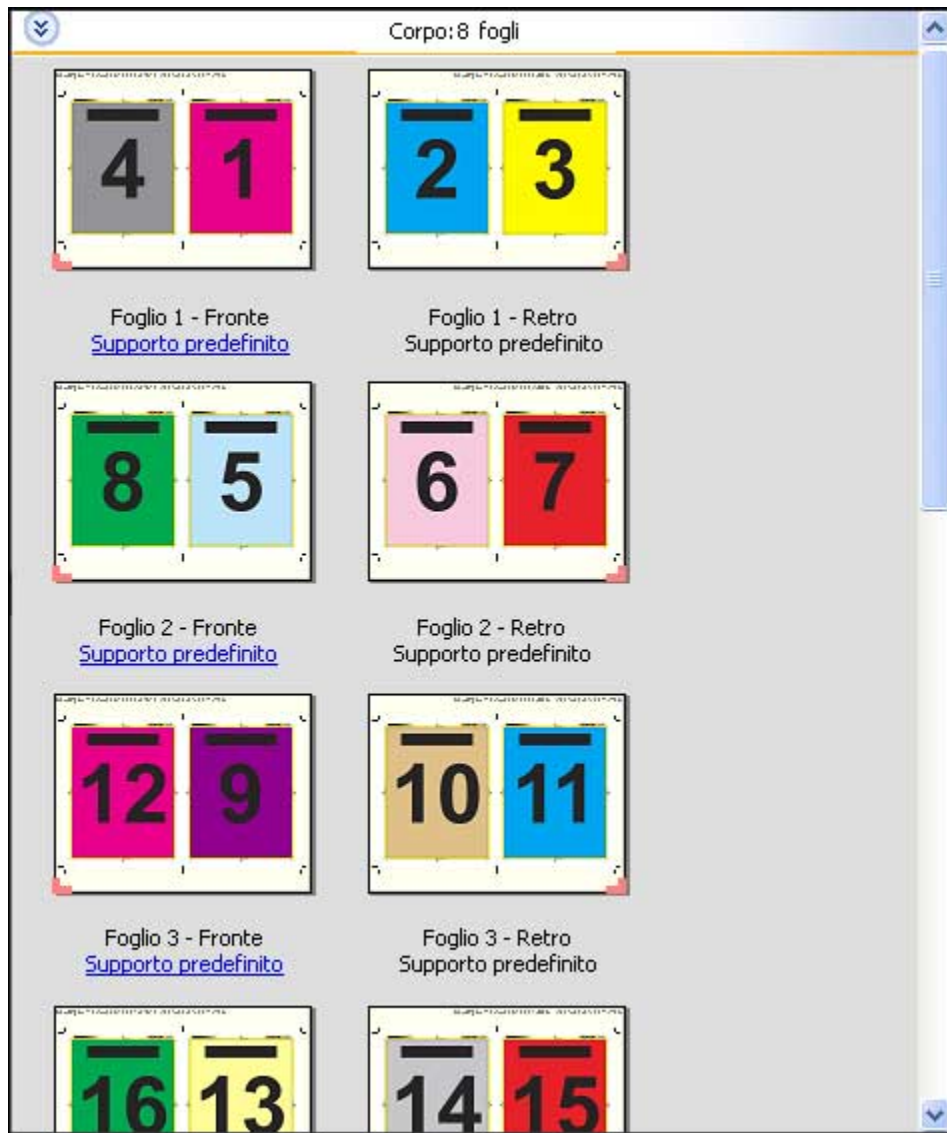 Corpo:8 fogli
4 1 2 3
Foglio 1 - Fronte
Supporto predefinito
Foglio 1 - Retro
Supporto predefinito
8 5 6 7
Foglio 2 - Fronte
Supporto predefinito
Foglio 2 - Retro
Supporto predefinito
12 9 10 11
Foglio 3 - Fronte
Supporto predefinito
Foglio 3 - Retro
Supporto predefinito
16 13 14 15